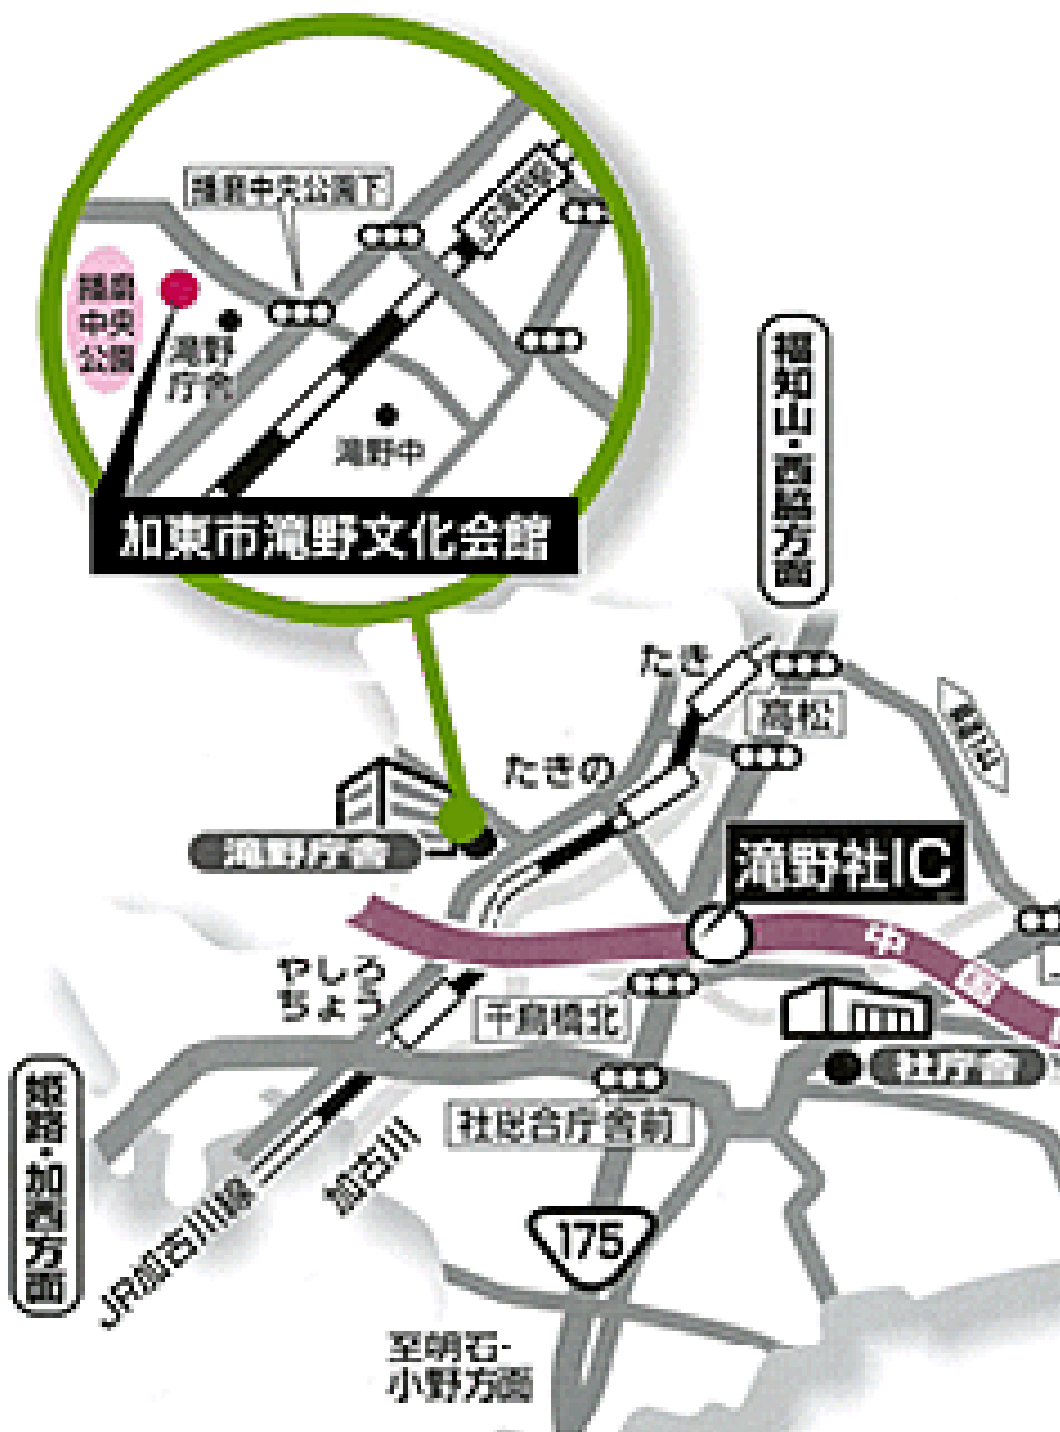 播磨中央公園下
JR滝野駅
播磨
中央
公園
滝野
庁舎
滝野中
加東市滝野文化会館
福知山・西脇方面
たき
高松
たきの
滝野庁舎
滝野社IC
中
国
やしろ
ちょう
千鳥橋北
社庁舎
社総合庁舎前
姫路・加西方面
加古川
JR加古川線
175
至明石・
小野方面